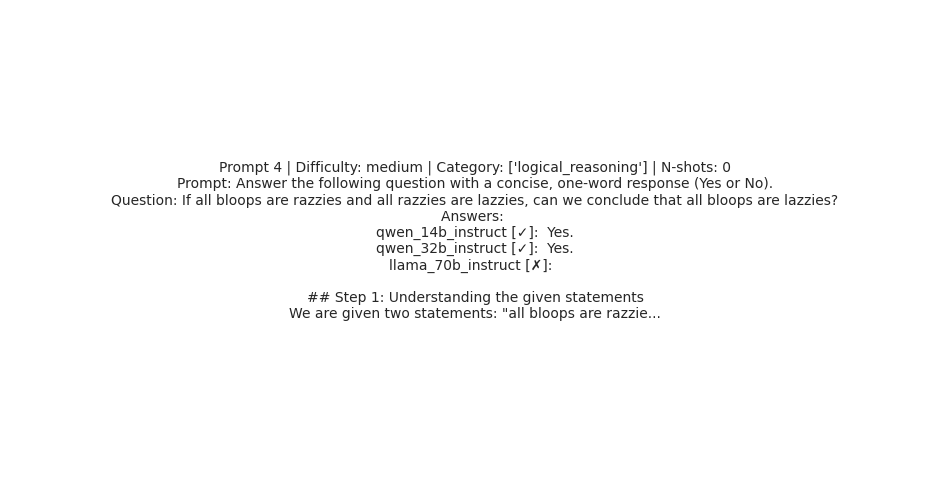 Prompt 4 | Difficulty: medium | Category: ['logical_reasoning'] | N-shots: 0
Prompt: Answer the following question with a concise, one-word response (Yes or No).
Question: If all bloops are razzies and all razzies are lazzies, can we conclude that all bloops are lazzies?
Answers:
qwen_14b_instruct [✓]:  Yes.
qwen_32b_instruct [✓]:  Yes.
llama_70b_instruct [✗]:
## Step 1: Understanding the given statements
We are given two statements: "all bloops are razzie...